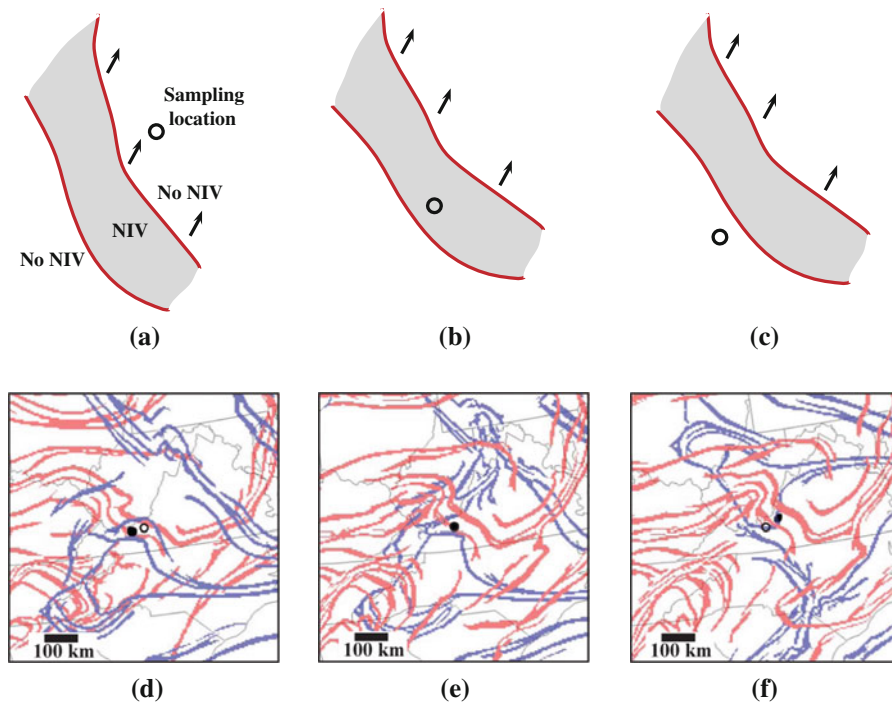 Sampling
location
No NIV
NIV
No NIV
(a)
(b)
(c)
100 km
100 km
100 km
(d)
(e)
(f)